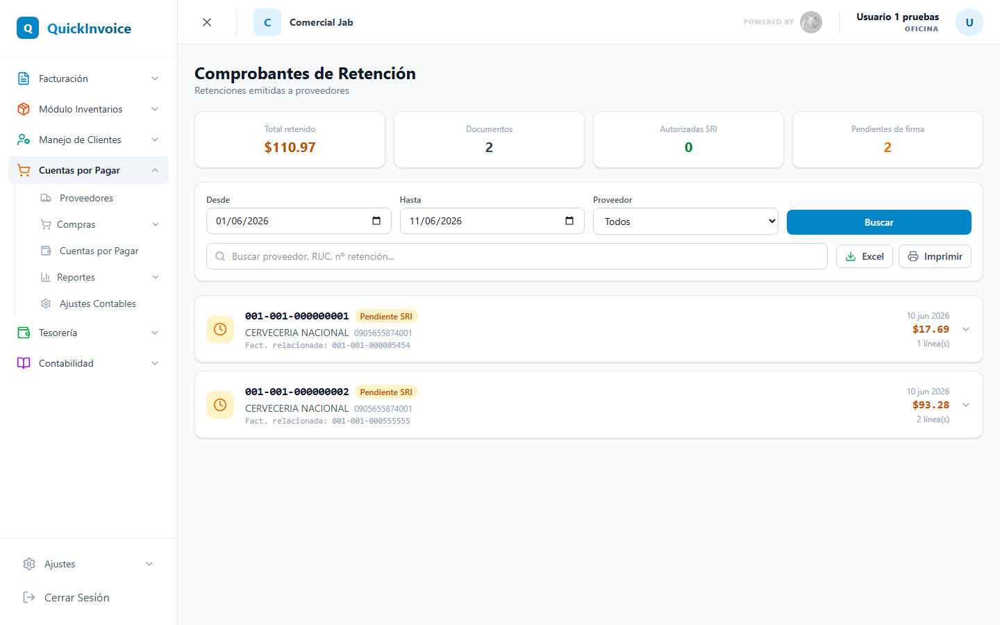 Q QuickInvoice
Facturación
Módulo Inventarios
Manejo de Clientes
Cuentas por Pagar
Proveedores
Compras
Cuentas por Pagar
Reportes
Ajustes Contables
Tesorería
Contabilidad
Ajustes
Cerrar Sesión
C Comercial Jab
POWERED BY
Usuario 1 pruebas
OFICINA
U
Comprobantes de Retención
Retenciones emitidas a proveedores
Total retenido
$110.97
Documentos
2
Autorizadas SRI
0
Pendientes de firma
2
Desde
01/06/2026
Hasta
11/06/2026
Proveedor
Todos
Buscar
Buscar proveedor, RUC, nº retención...
Excel
Imprimir
001-001-000000001 Pendiente SRI
CERVECERIA NACIONAL 0905655874001
Fact. relacionada: 001-001-000005454
10 jun 2026
$17.69
1 línea(s)
001-001-000000002 Pendiente SRI
CERVECERIA NACIONAL 0905655874001
Fact. relacionada: 001-001-000555555
10 jun 2026
$93.28
2 línea(s)